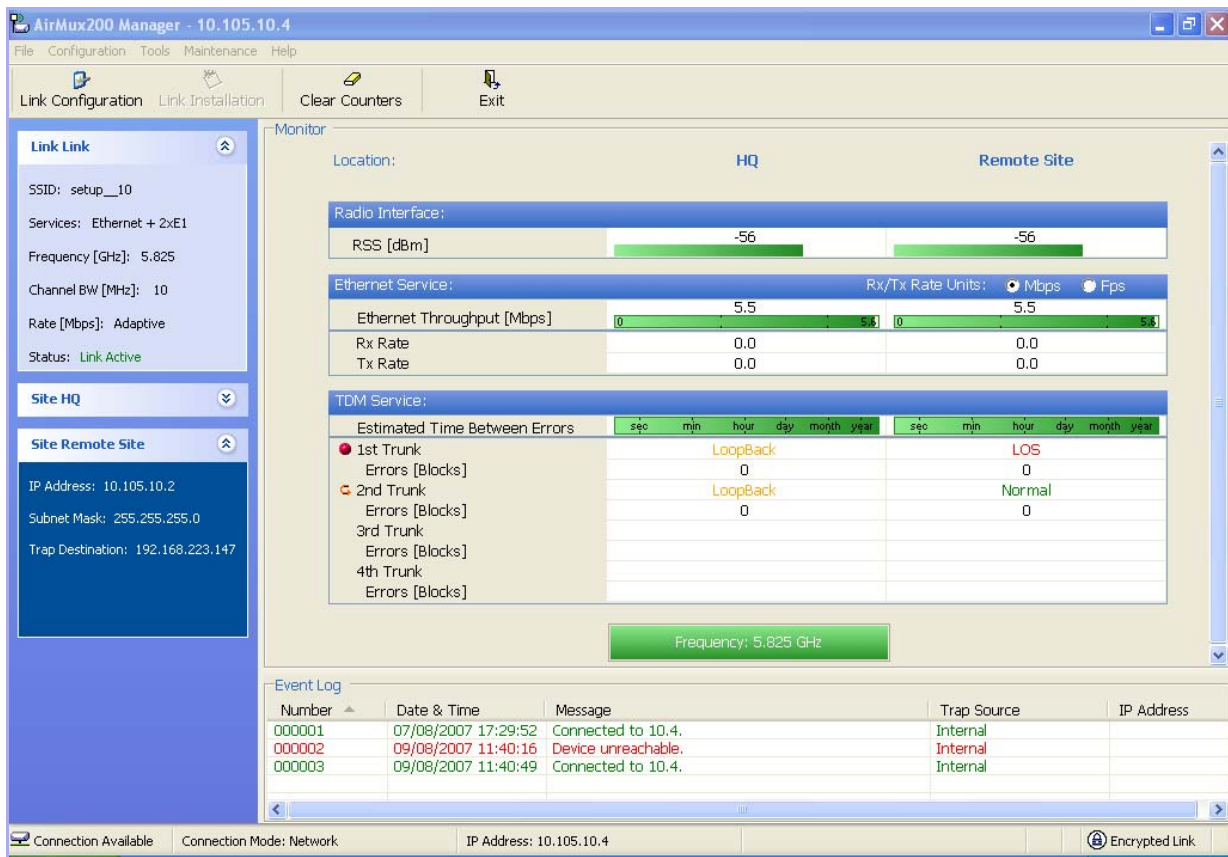 AirMux200 Manager - 10.105.10.4
File Configuration Tools Maintenance Help
Link Configuration Link Installation Clear Counters Exit
Link Link
SSID: setup__10
Services: Ethernet + 2xE1
Frequency [GHz]: 5.825
Channel BW [MHz]: 10
Rate [Mbps]: Adaptive
Status: Link Active
Site HQ
Site Remote Site
IP Address: 10.105.10.2
Subnet Mask: 255.255.255.0
Trap Destination: 192.168.223.147
Monitor
Location: HQ Remote Site
Radio Interface:
RSS [dBm] -56 -56
Ethernet Service: Rx/Tx Rate Units: Mbps Fps
Ethernet Throughput [Mbps] 5.5 5.5
0 5.6 0 5.6
Rx Rate 0.0 0.0
Tx Rate 0.0 0.0
TDM Service:
Estimated Time Between Errors sec min hour day month year sec min hour day month year
1st Trunk LoopBack LOS
Errors [Blocks] 0 0
2nd Trunk LoopBack Normal
Errors [Blocks] 0 0
3rd Trunk
Errors [Blocks]
4th Trunk
Errors [Blocks]
Frequency: 5.825 GHz
Event Log
Number Date & Time Message Trap Source IP Address
000001 07/08/2007 17:29:52 Connected to 10.4. Internal
000002 09/08/2007 11:40:16 Device unreachable. Internal
000003 09/08/2007 11:40:49 Connected to 10.4. Internal
Connection Available Connection Mode: Network IP Address: 10.105.10.4 Encrypted Link